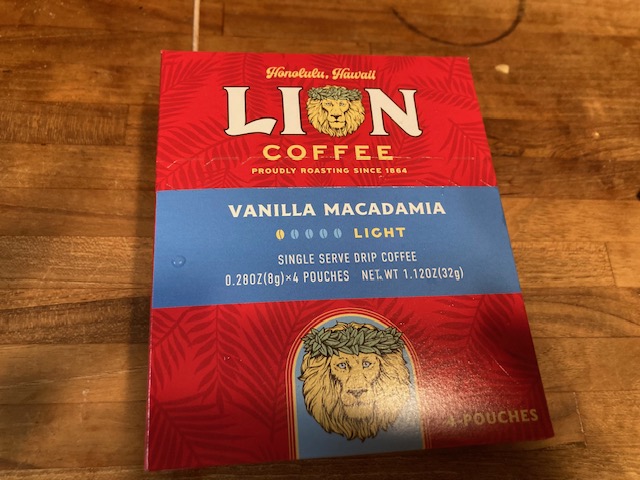 Honolulu, Hawaii
LION
COFFEE
PROUDLY ROASTING SINCE 1864
VANILLA MACADAMIA
LIGHT
SINGLE SERVE DRIP COFFEE
0.28OZ(8g)×4 POUCHES NET WT 1.12OZ(32g)
4-POUCHES